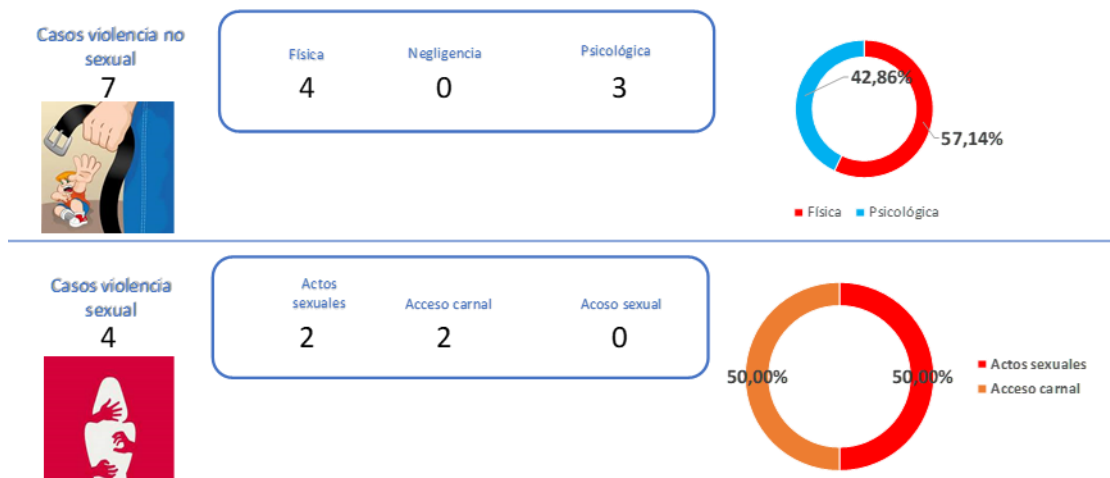 Casos violencia no
sexual
7
Física
Negligencia
Psicológica
4
0
3
42,86%
57,14%
Física
Psicológica
Casos violencia
sexual
4
Actos
sexuales
Acceso carnal
Acoso sexual
2
2
0
50,00%
50,00%
Actos sexuales
Acceso carnal